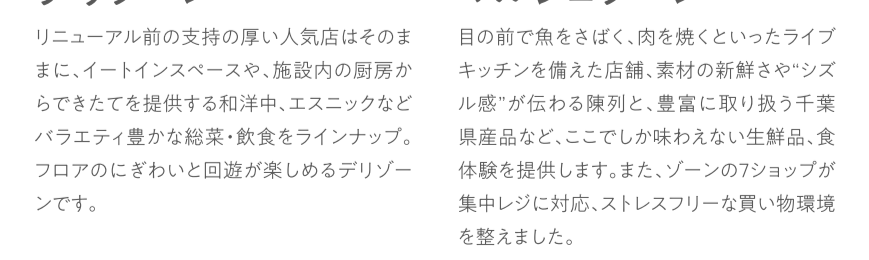 リニューアル前の支持の厚い人気店はそのま
まに、イートインスペースや、施設内の厨房か
らできたてを提供する和洋中、エスニックなど
バラエティ豊かな総菜・飲食をラインナップ。
フロアのにぎわいと回遊が楽しめるデリゾー
ンです。
目の前で魚をさばく、肉を焼くといったライブ
キッチンを備えた店舗、素材の新鮮さや“シズ
ル感”が伝わる陳列と、豊富に取り扱う千葉
県産品など、ここでしか味わえない生鮮品、食
体験を提供します。また、ゾーンの7ショップが
集中レジに対応、ストレスフリーな買い物環境
を整えました。